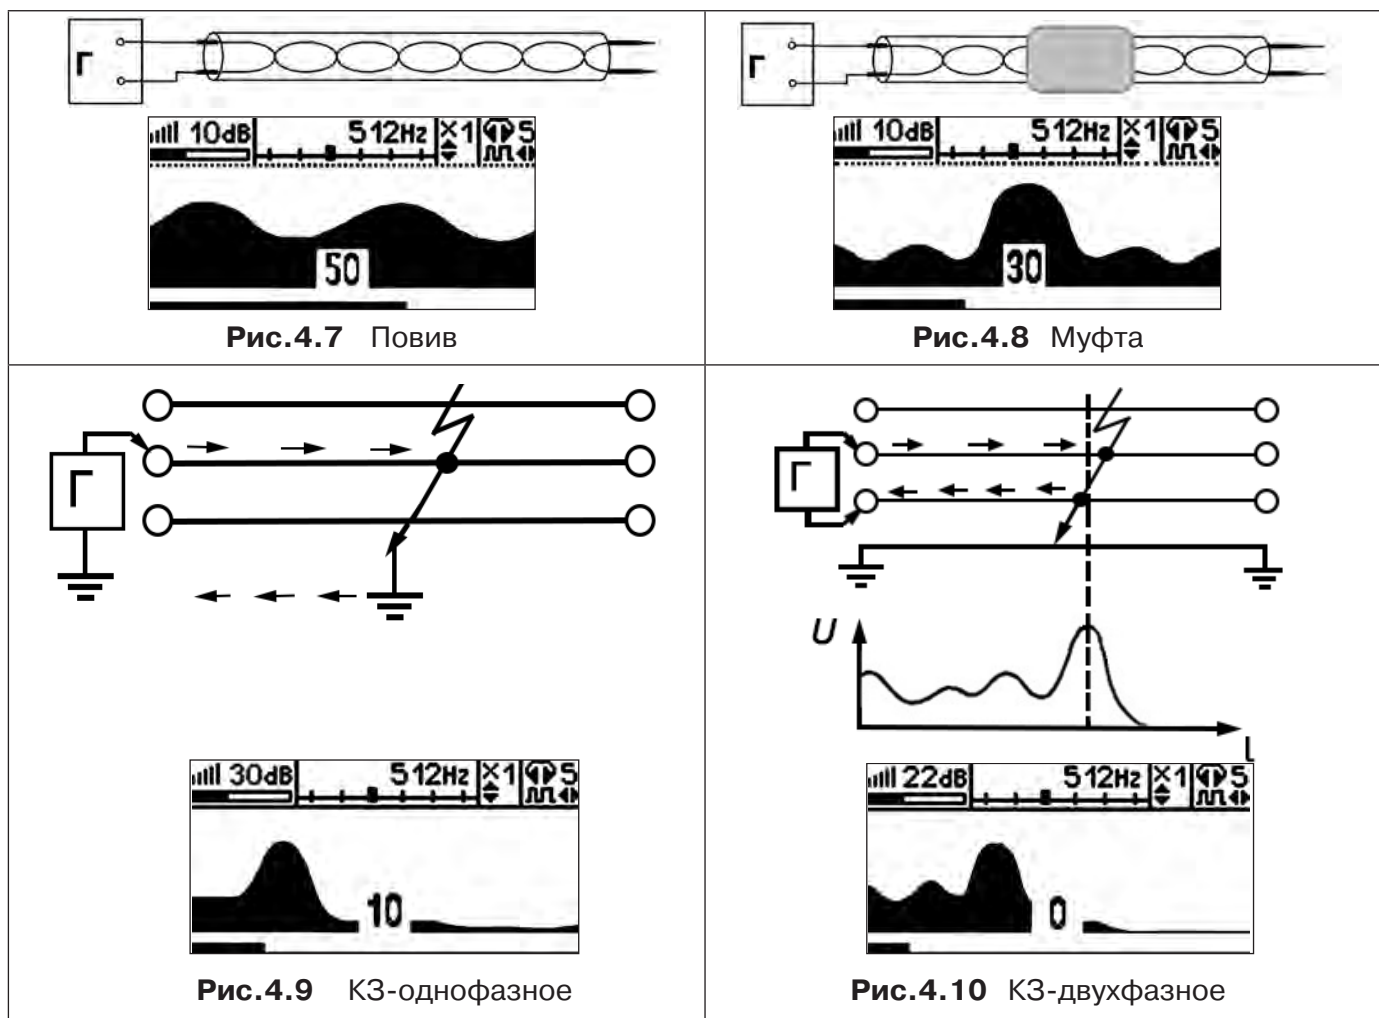 Г
10dB 512Hz ×1 5
50
Рис.4.7 Повив
Г
10dB 512Hz ×1 5
30
Рис.4.8 Муфта
Г
30dB 512Hz ×1 5
10
Рис.4.9 КЗ-однофазное
Г
U
l
22dB 512Hz ×1 5
0
Рис.4.10 КЗ-двухфазное